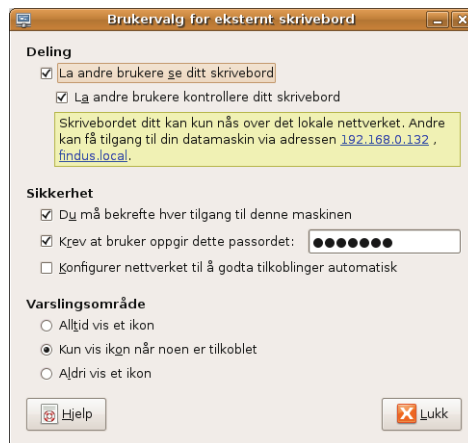 Brukervalg for eksternt skrivebord
Deling
La andre brukere se ditt skrivebord
La andre brukere kontrollere ditt skrivebord
Skrivebordet ditt kan kun nås over det lokale nettverket. Andre
kan få tilgang til din datamaskin via adressen 192.168.0.132 ,
findus.local.
Sikkerhet
Du må bekrefte hver tilgang til denne maskinen
Krev at bruker oppgir dette passordet: ●●●●●●●
Konfigurer nettverket til å godta tilkoblinger automatisk
Varslingsområde
Alltid vis et ikon
Kun vis ikon når noen er tilkoblet
Aldri vis et ikon
Hjelp
Lukk